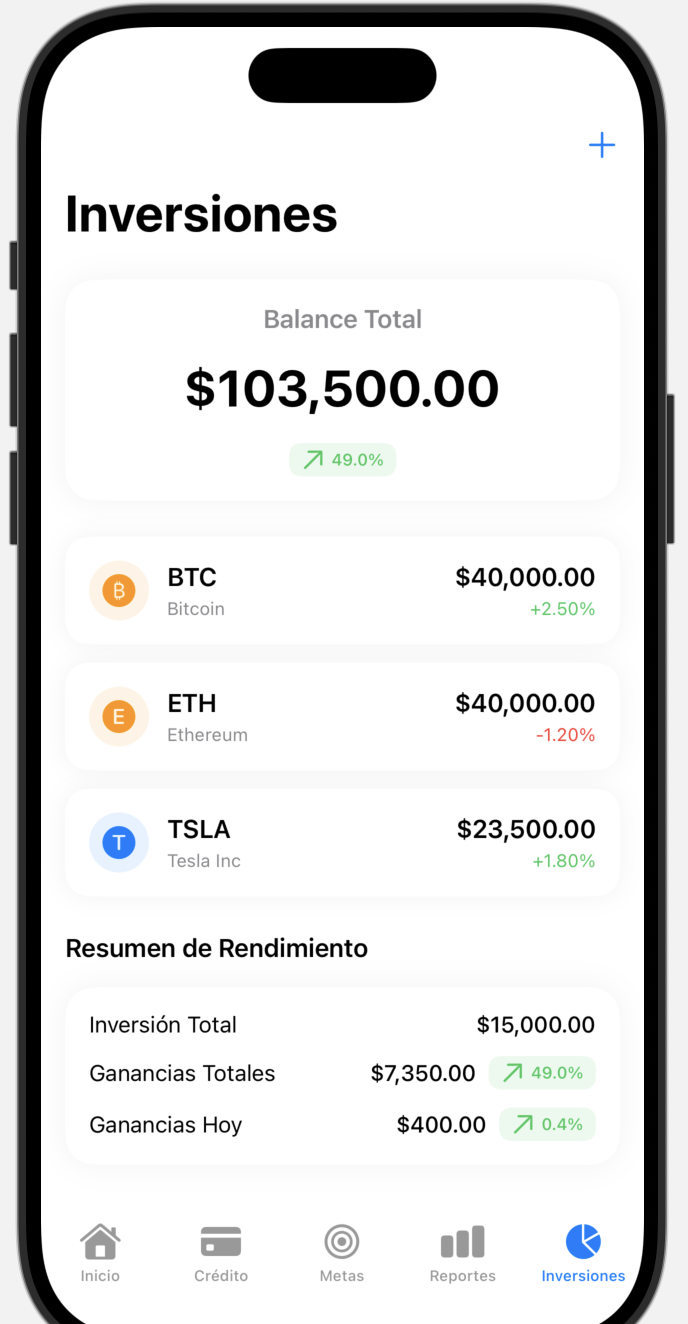 Inversiones
Balance Total
$103,500.00
49.0%
BTC
$40,000.00
Bitcoin
+2.50%
E
ETH
$40,000.00
Ethereum
-1.20%
T
TSLA
$23,500.00
Tesla Inc
+1.80%
Resumen de Rendimiento
Inversión Total $15,000.00
Ganancias Totales $7,350.00 49.0%
Ganancias Hoy $400.00 0.4%
Inicio Crédito Metas Reportes Inversiones